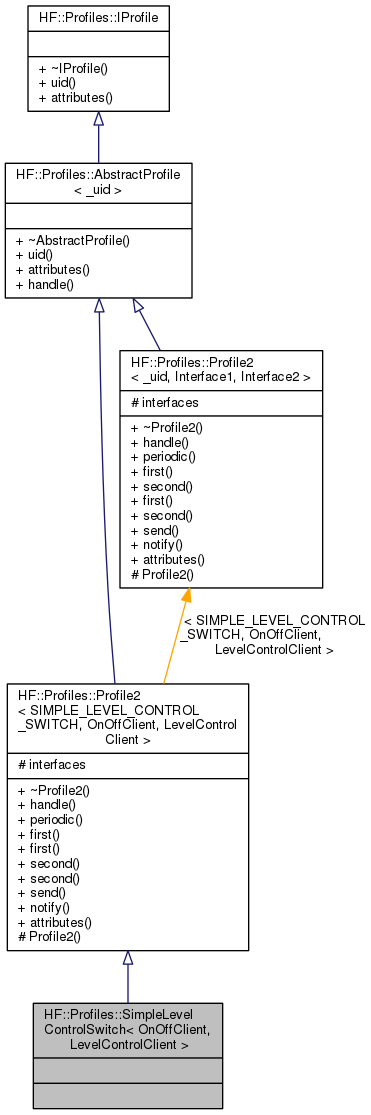 HF::Profiles::IProfile
+ ~IProfile()
+ uid()
+ attributes()
HF::Profiles::AbstractProfile
< _uid >
+ ~AbstractProfile()
+ uid()
+ attributes()
+ handle()
HF::Profiles::Profile2
< _uid, Interface1, Interface2 >
# interfaces
+ ~Profile2()
+ handle()
+ periodic()
+ first()
+ second()
+ first()
+ second()
+ send()
+ notify()
+ attributes()
# Profile2()
< SIMPLE_LEVEL_CONTROL
_SWITCH, OnOffClient,
LevelControlClient >
HF::Profiles::Profile2
< SIMPLE_LEVEL_CONTROL
_SWITCH, OnOffClient, LevelControl
Client >
# interfaces
+ ~Profile2()
+ handle()
+ periodic()
+ first()
+ first()
+ second()
+ second()
+ send()
+ notify()
+ attributes()
# Profile2()
HF::Profiles::SimpleLevel
ControlSwitch< OnOffClient,
LevelControlClient >